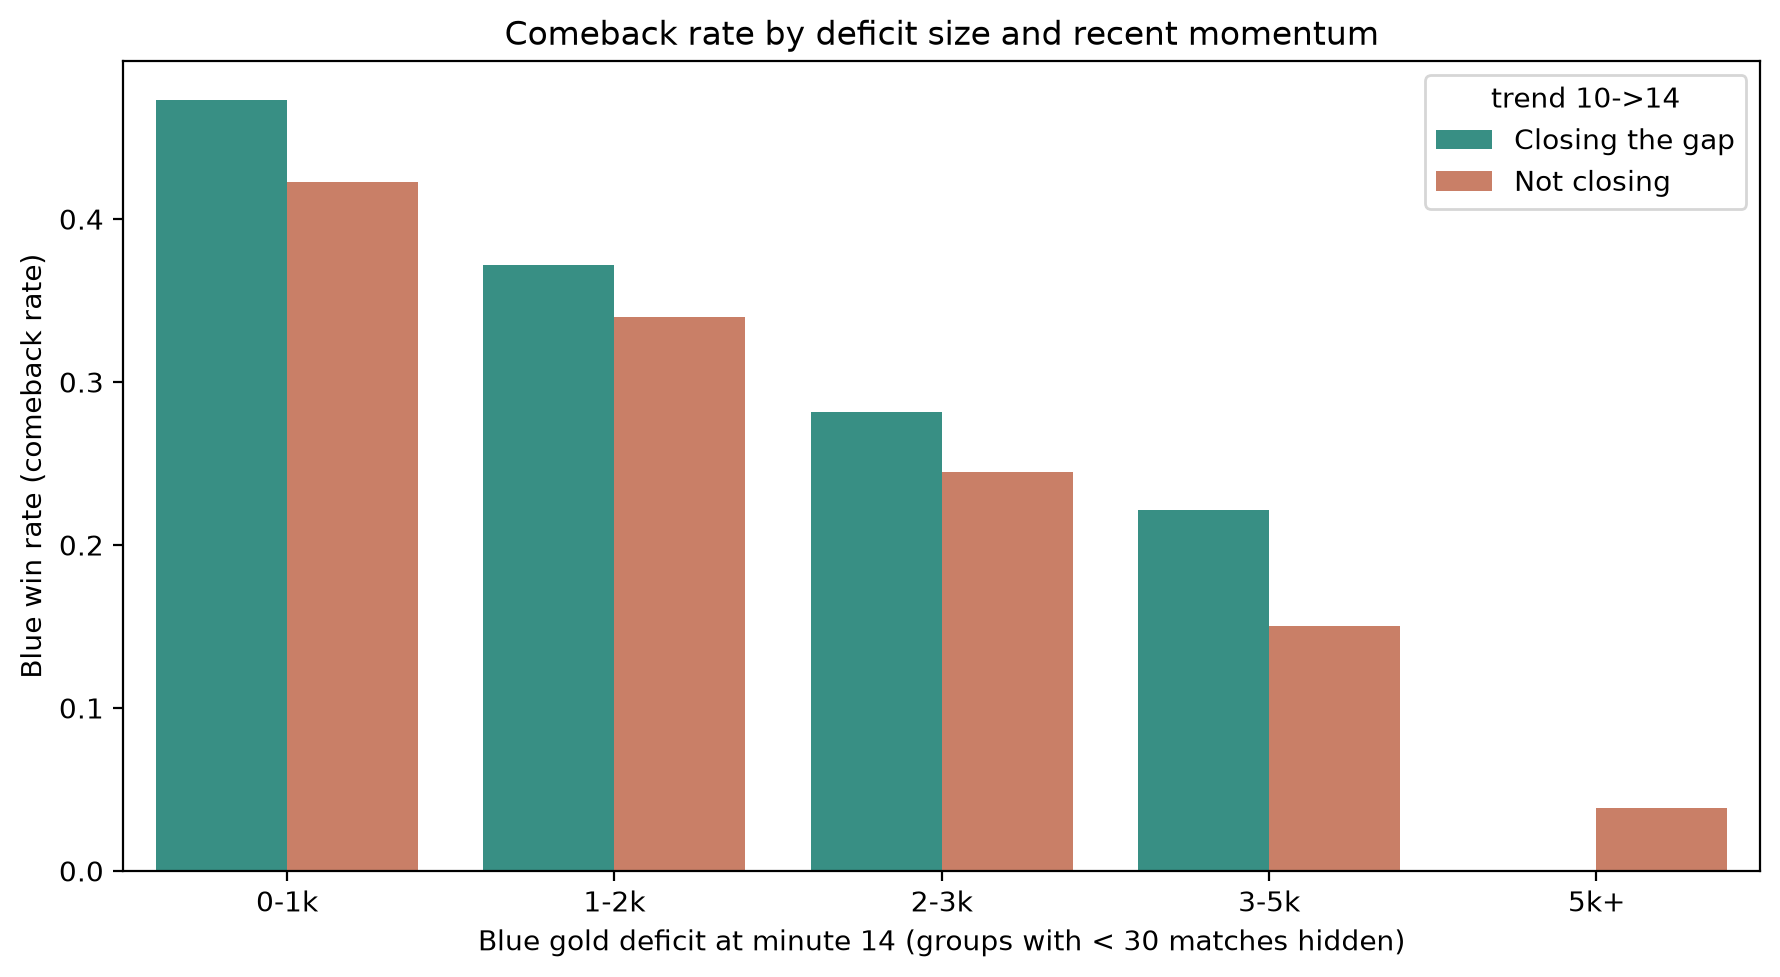 Comeback rate by deficit size and recent momentum
trend 10->14
Closing the gap
Not closing
Blue win rate (comeback rate)
0.4
0.3
0.2
0.1
0.0
0-1k
1-2k
2-3k
3-5k
5k+
Blue gold deficit at minute 14 (groups with < 30 matches hidden)